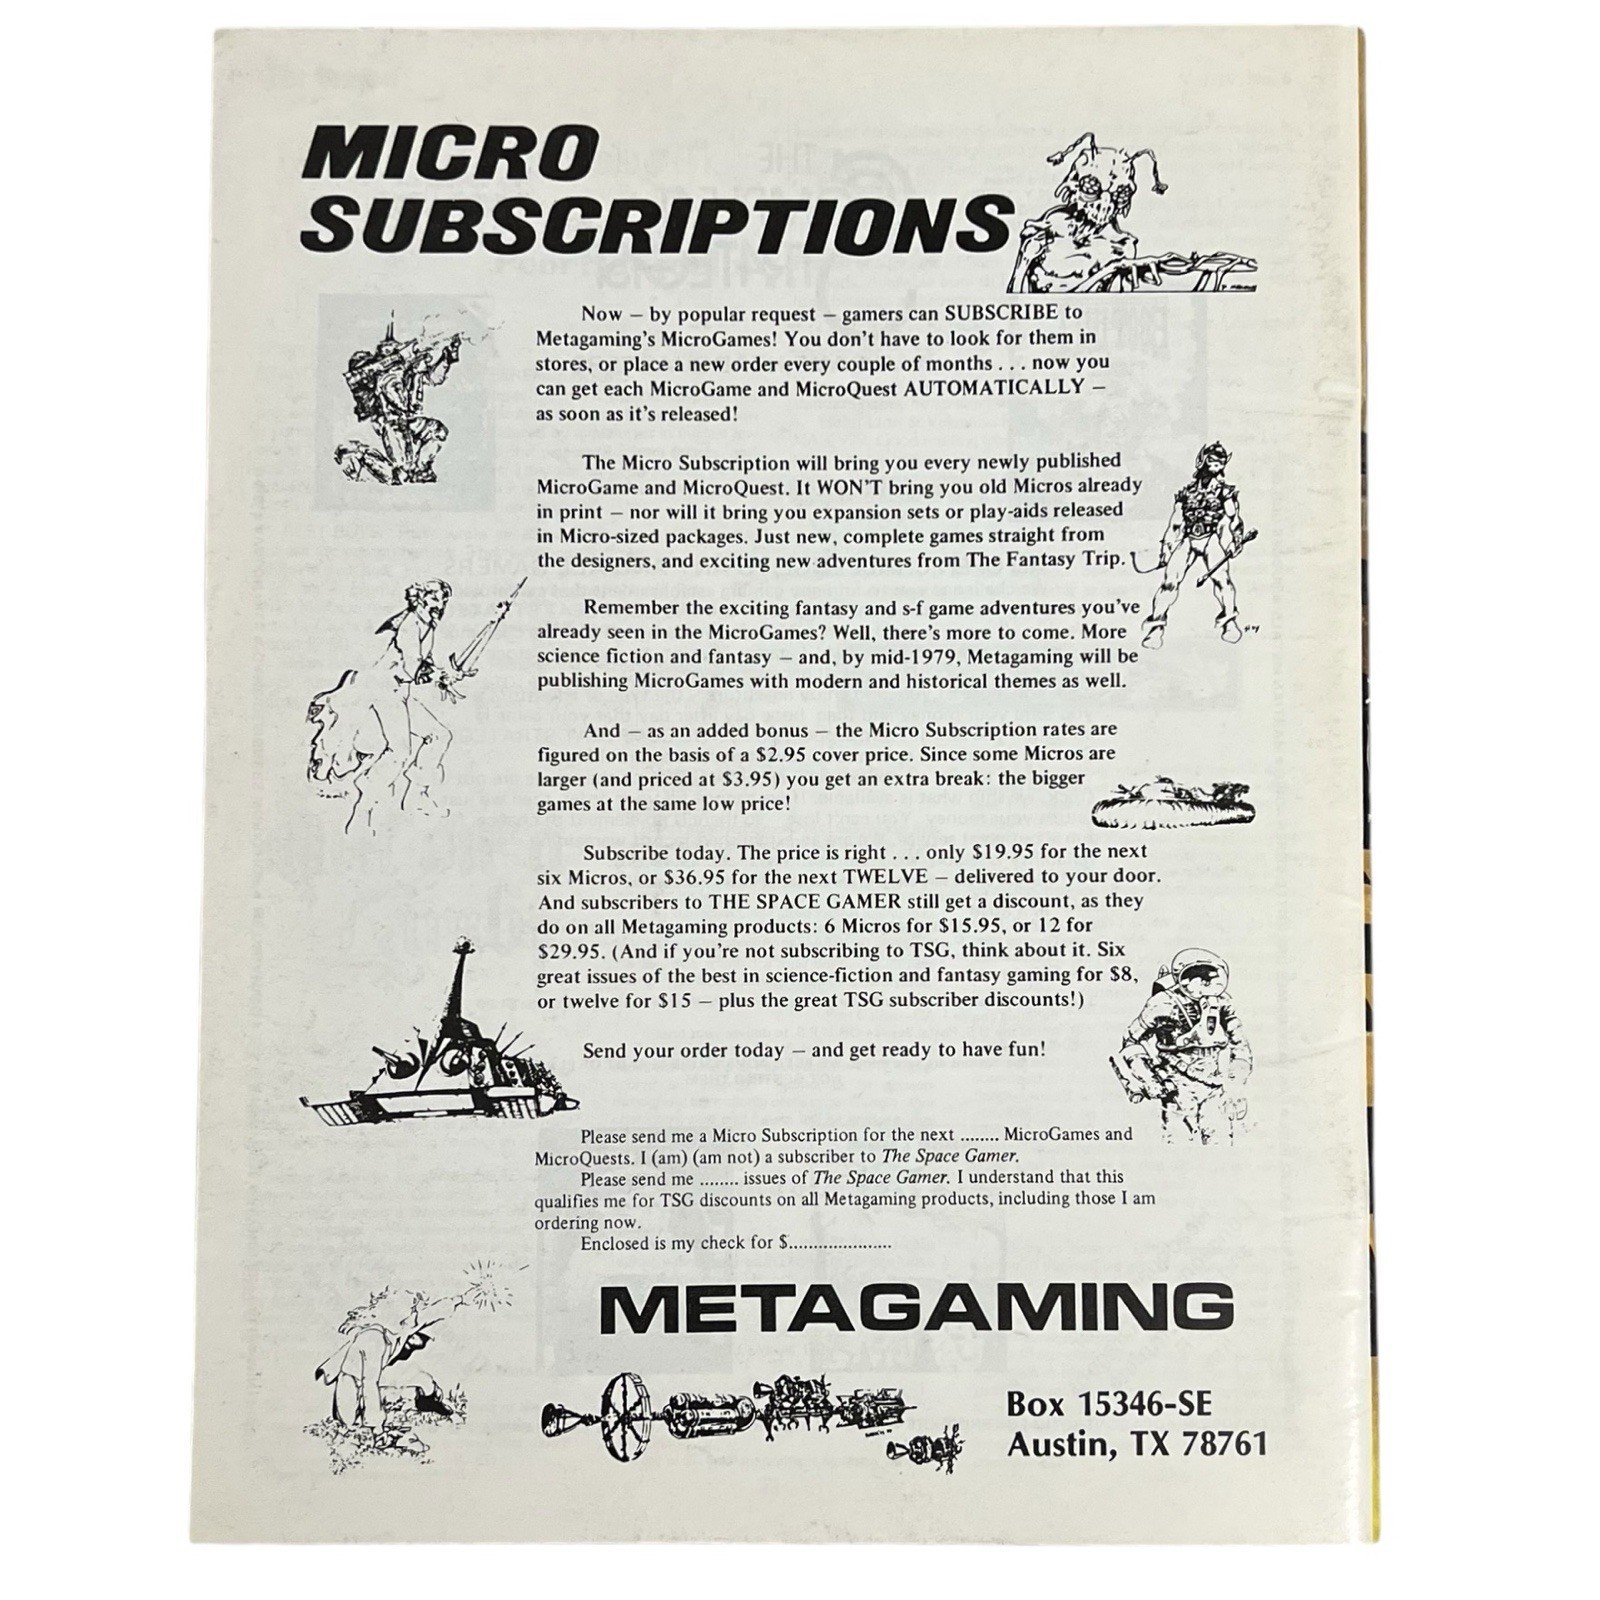 MICRO
SUBSCRIPTIONS
Now – by popular request – gamers can SUBSCRIBE to
Metagaming's MicroGames! You don't have to look for them in
stores, or place a new order every couple of months . . . now you
can get each MicroGame and MicroQuest AUTOMATICALLY –
as soon as it's released!
The Micro Subscription will bring you every newly published
MicroGame and MicroQuest. It WON'T bring you old Micros already
in print – nor will it bring you expansion sets or play-aids released
in Micro-sized packages. Just new, complete games straight from
the designers, and exciting new adventures from The Fantasy Trip.
Remember the exciting fantasy and s-f game adventures you've
already seen in the MicroGames? Well, there's more to come. More
science fiction and fantasy – and, by mid-1979, Metagaming will be
publishing MicroGames with modern and historical themes as well.
And – as an added bonus – the Micro Subscription rates are
figured on the basis of a $2.95 cover price. Since some Micros are
larger (and priced at $3.95) you get an extra break: the bigger
games at the same low price!
Subscribe today. The price is right . . . only $19.95 for the next
six Micros, or $36.95 for the next TWELVE – delivered to your door.
And subscribers to THE SPACE GAMER still get a discount, as they
do on all Metagaming products: 6 Micros for $15.95, or 12 for
$29.95. (And if you're not subscribing to TSG, think about it. Six
great issues of the best in science-fiction and fantasy gaming for $8,
or twelve for $15 – plus the great TSG subscriber discounts!)
Send your order today – and get ready to have fun!
Please send me a Micro Subscription for the next ........ MicroGames and
MicroQuests. I (am) (am not) a subscriber to The Space Gamer.
Please send me ........ issues of The Space Gamer. I understand that this
qualifies me for TSG discounts on all Metagaming products, including those I am
ordering now.
Enclosed is my check for $.....................
METAGAMING
Box 15346-SE
Austin, TX 78761